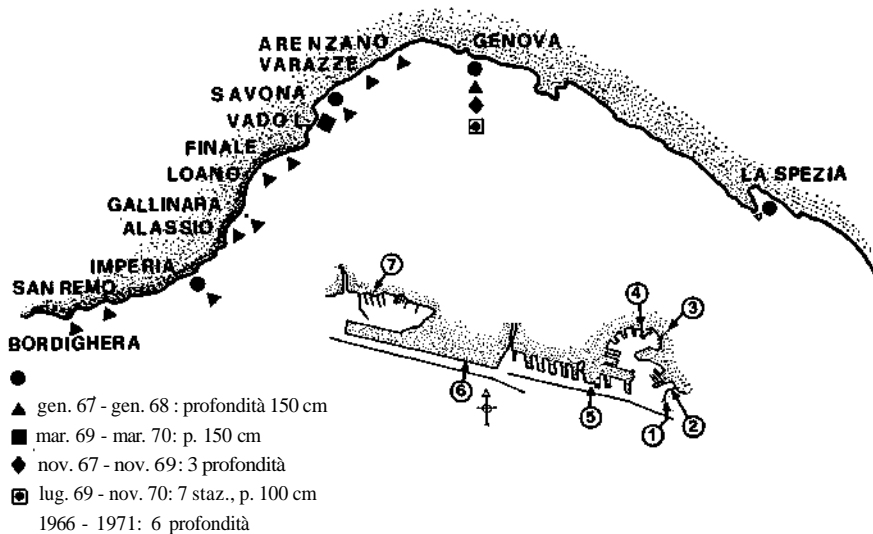 ARENZANO
GENOVA
VARAZZE
SAVONA
VADO L.
FINALE
LOANO
LA SPEZIA
GALLINARA
ALASSIO
IMPERIA
SAN REMO
BORDIGHERA
7
4
3
6
5
1
2
gen. 67 - gen. 68 : profondità 150 cm
mar. 69 - mar. 70: p. 150 cm
nov. 67 - nov. 69: 3 profondità
lug. 69 - nov. 70: 7 staz., p. 100 cm
1966 - 1971: 6 profondità